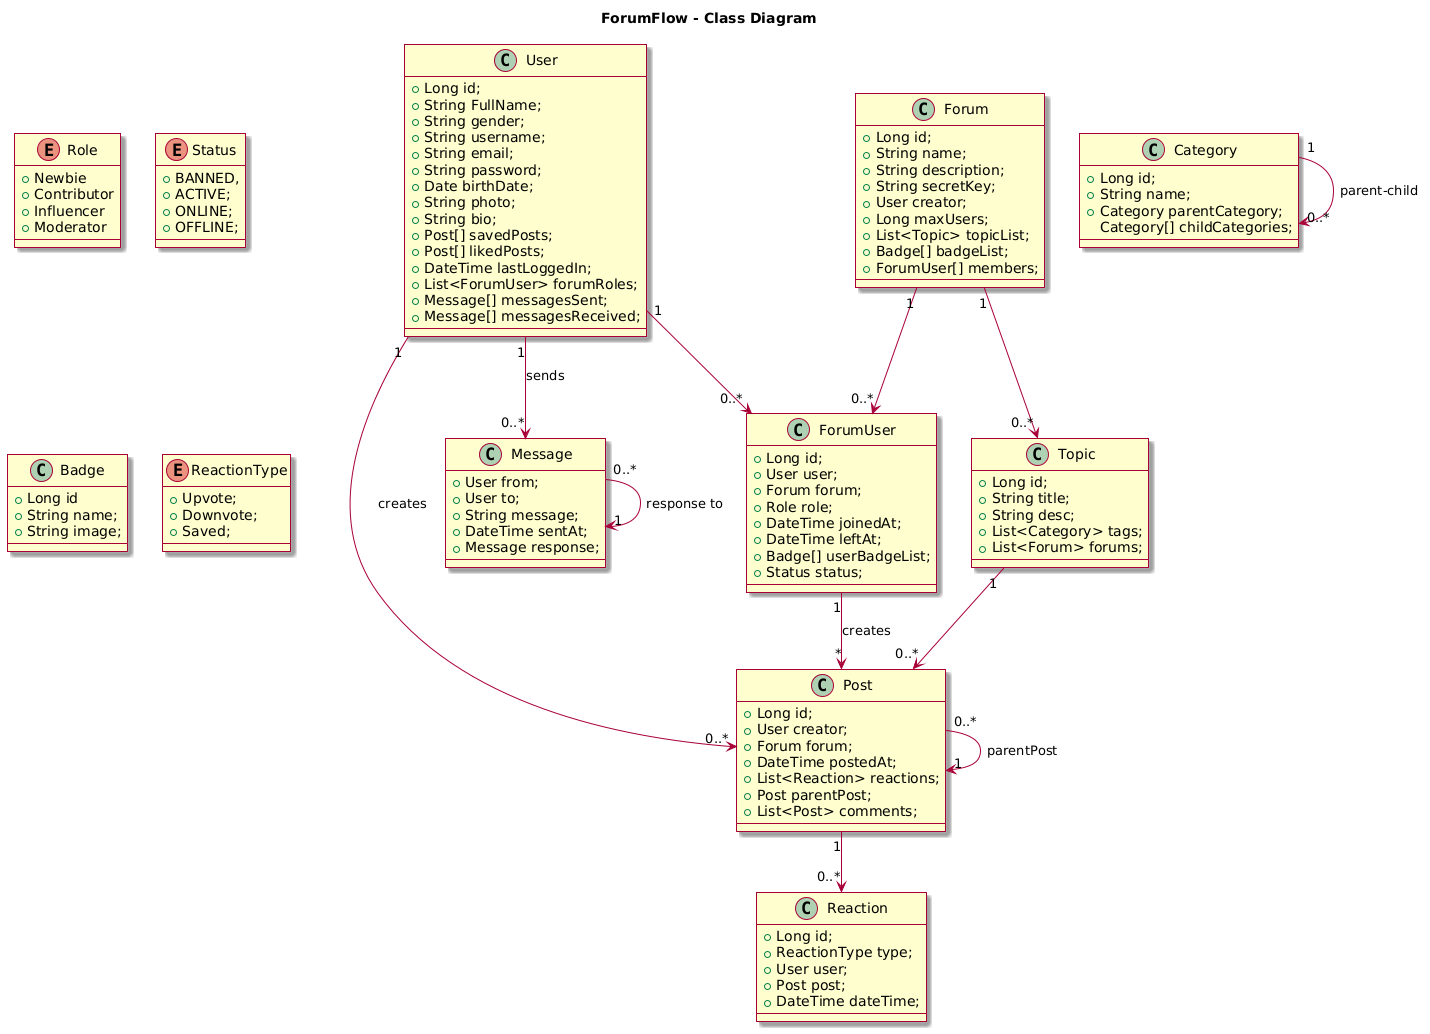 ForumFlow - Class Diagram
C User
Long id;
String FullName;
String gender;
String username;
String email;
String password;
Date birthDate;
String photo;
String bio;
Post[] savedPosts;
Post[] likedPosts;
DateTime lastLoggedIn;
List<ForumUser> forumRoles;
Message[] messagesSent;
Message[] messagesReceived;
C Forum
Long id;
String name;
String description;
String secretKey;
User creator;
Long maxUsers;
List<Topic> topicList;
Badge[] badgeList;
ForumUser[] members;
E Role
Newbie
Contributor
Influencer
Moderator
E Status
BANNED,
ACTIVE;
ONLINE;
OFFLINE;
C Category
Long id;
String name;
Category parentCategory;
Category[] childCategories;
1
parent-child
0..*
1
1
sends
0..*
1
0..*
1
0..*
1
0..*
C Badge
Long id
String name;
String image;
E ReactionType
Upvote;
Downvote;
Saved;
creates
C Message
User from;
User to;
String message;
DateTime sentAt;
Message response;
0..*
response to
1
C ForumUser
Long id;
User user;
Forum forum;
Role role;
DateTime joinedAt;
DateTime leftAt;
Badge[] userBadgeList;
Status status;
C Topic
Long id;
String title;
String desc;
List<Category> tags;
List<Forum> forums;
1
creates
*
1
0..*
0..*
C Post
Long id;
User creator;
Forum forum;
DateTime postedAt;
List<Reaction> reactions;
Post parentPost;
List<Post> comments;
0..*
parentPost
1
1
0..*
C Reaction
Long id;
ReactionType type;
User user;
Post post;
DateTime dateTime;